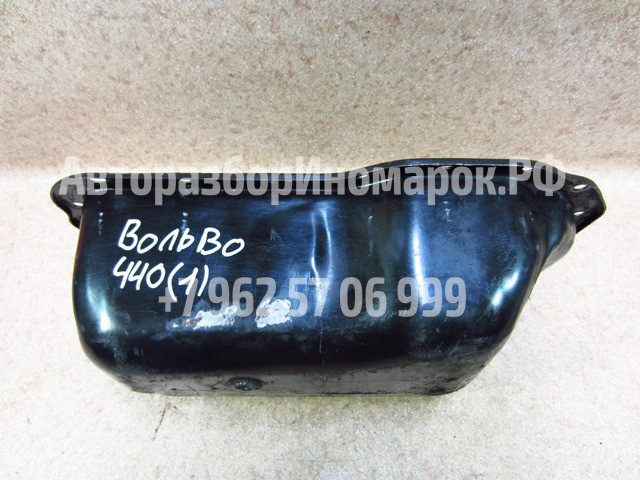 АвторазборИномарок.РФ
ВОЛЬВО
440(1)
+7 962 57 06 999